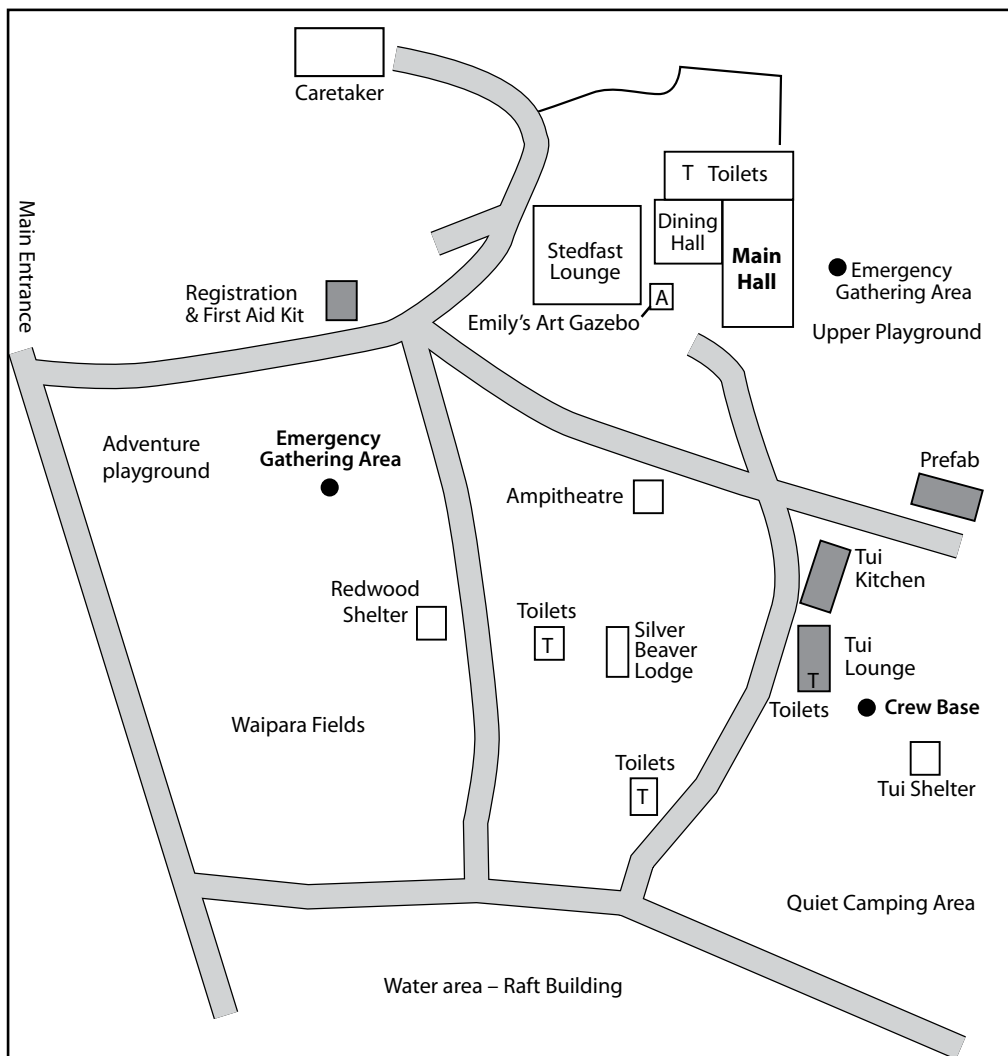 Caretaker
T Toilets
Dining
Hall
Main
Hall
Stedfast
Lounge
A
Emily's Art Gazebo
Emergency
Gathering Area
Upper Playground
Main Entrance
Registration
& First Aid Kit
Adventure
playground
Emergency
Gathering Area
Ampitheatre
Prefab
Tui
Kitchen
Redwood
Shelter
Toilets
T
Silver
Beaver
Lodge
Tui
Lounge
T
Toilets
Crew Base
Waipara Fields
Toilets
T
Tui Shelter
Quiet Camping Area
Water area – Raft Building